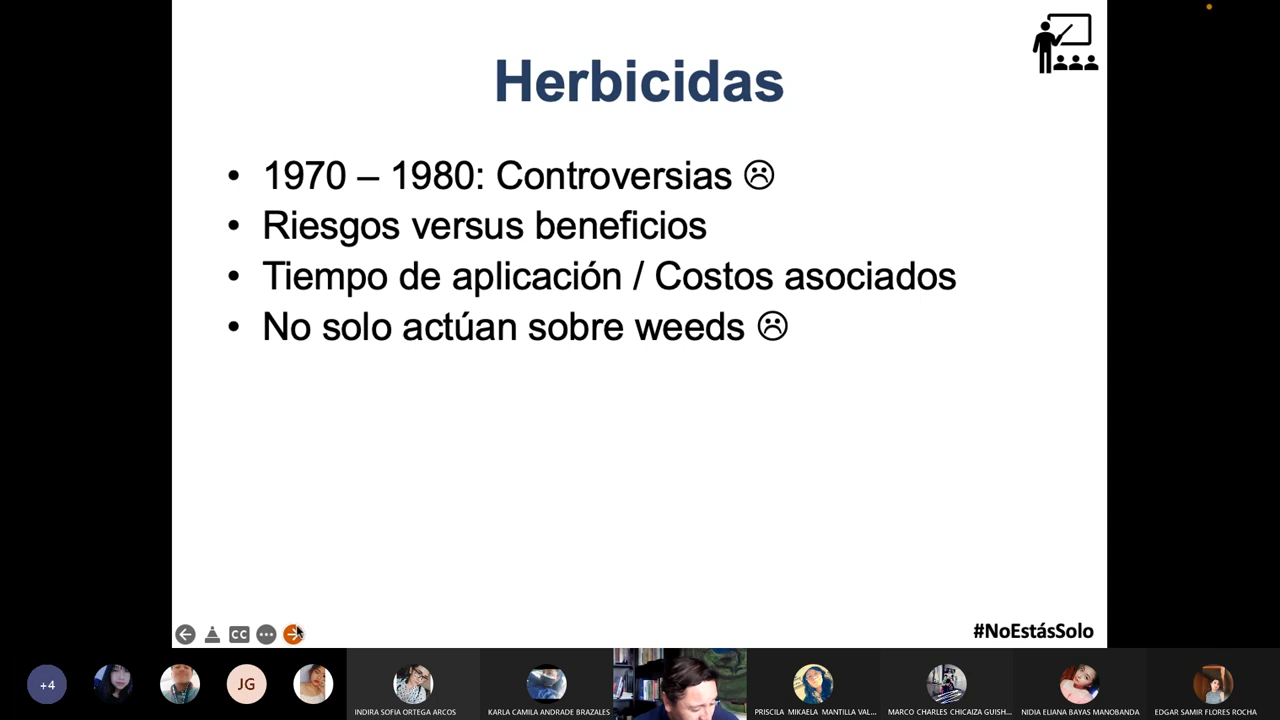 Herbicidas
• 1970 – 1980: Controversias ☹
• Riesgos versus beneficios
• Tiempo de aplicación / Costos asociados
• No solo actúan sobre weeds ☹
CC
#NoEstásSolo
+4
JG
INDIRA SOFIA ORTEGA ARCOS
KARLA CAMILA ANDRADE BRAZALES
PRISCILA MIKAELA MANTILLA VAL...
MARCO CHARLES CHICAIZA GUISH...
NIDIA ELIANA BAYAS MANOBANDA
EDGAR SAMIR FLORES ROCHA